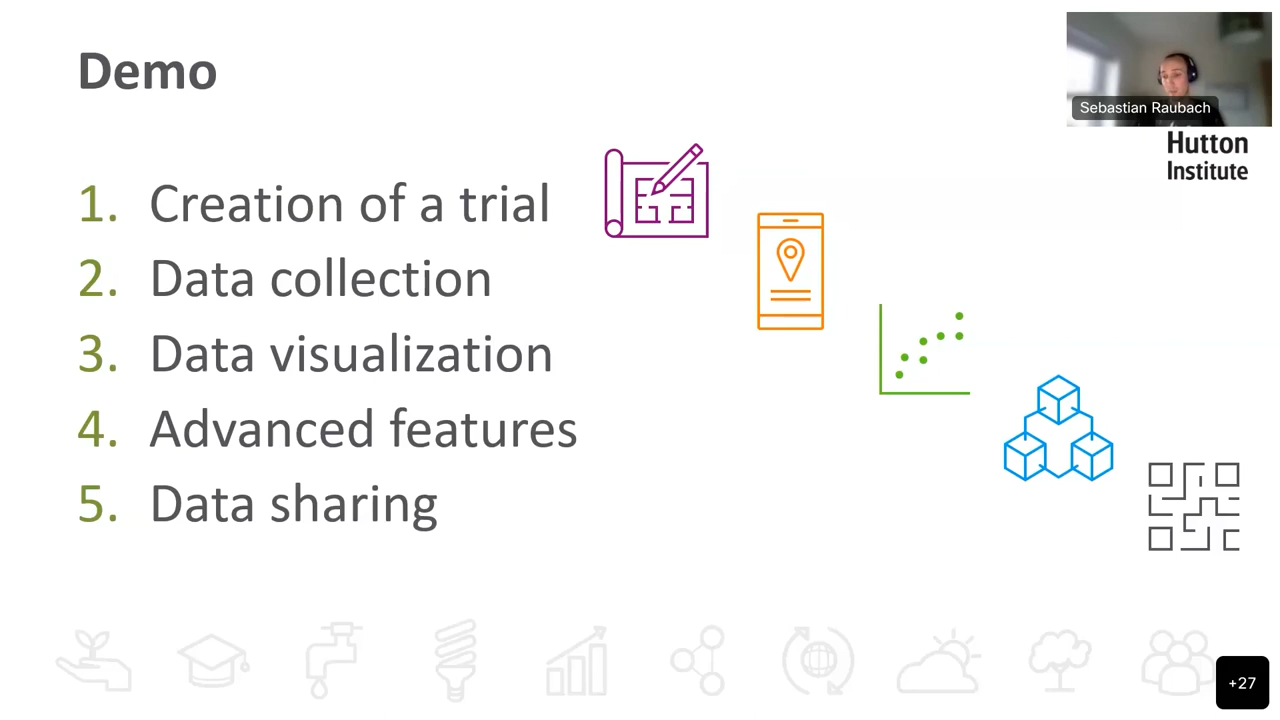 Demo
Sebastian Raubach
Hutton
Institute
1. Creation of a trial
2. Data collection
3. Data visualization
4. Advanced features
5. Data sharing
+27